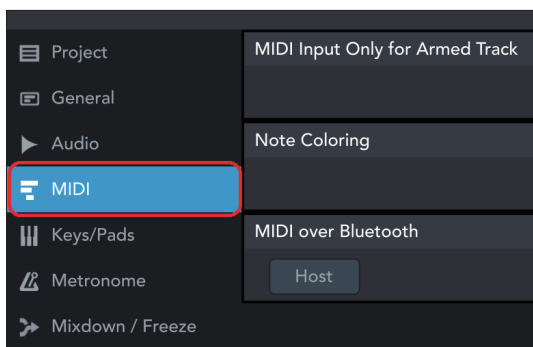 Project
General
Audio
MIDI
Keys/Pads
Metronome
Mixdown / Freeze
MIDI Input Only for Armed Track
Note Coloring
MIDI over Bluetooth
Host